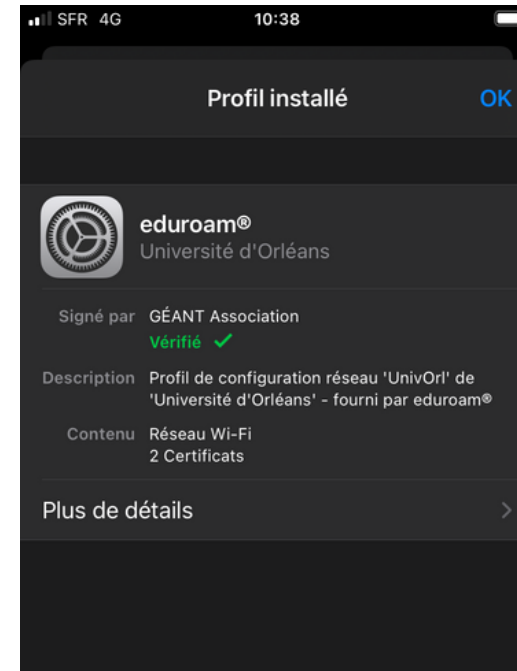 SFR 4G 10:38
Profil installé OK
eduroam®
Université d'Orléans
Signé par GÉANT Association
Vérifié ✓
Description Profil de configuration réseau 'UnivOrl' de
'Université d'Orléans' - fourni par eduroam®
Contenu Réseau Wi-Fi
2 Certificats
Plus de détails